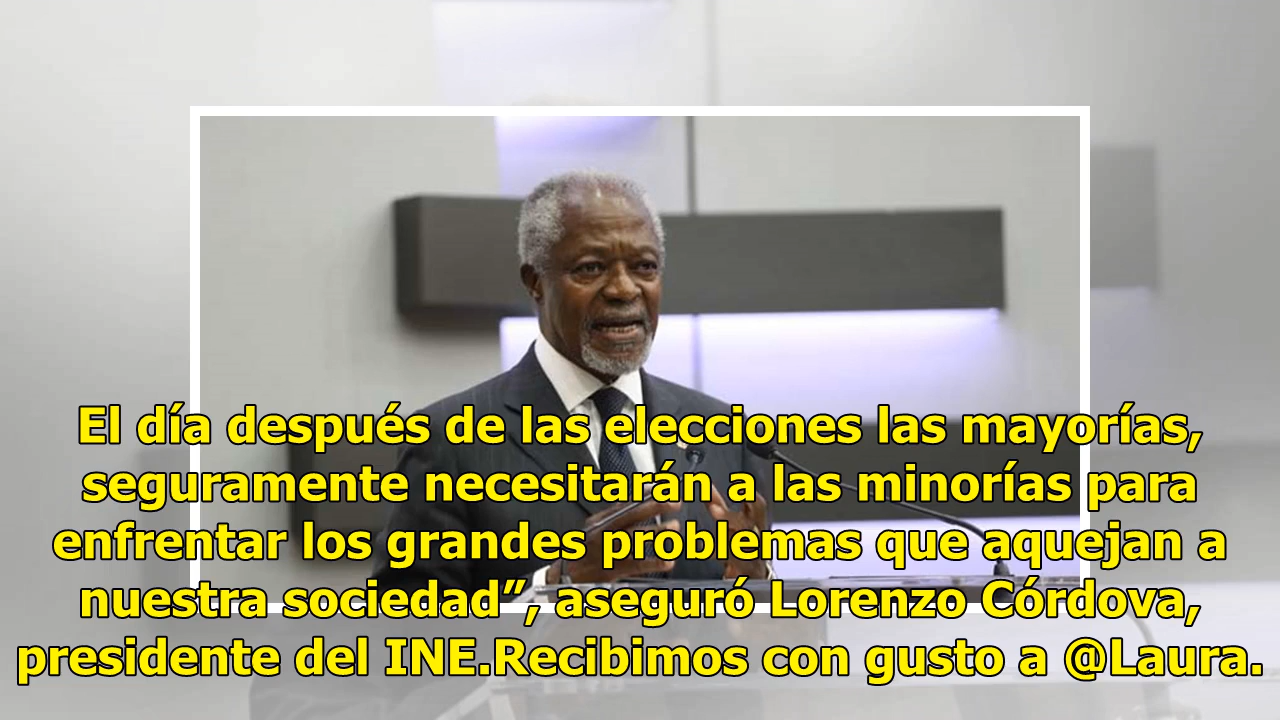 El día después de las elecciones las mayorías,
seguramente necesitarán a las minorías para
enfrentar los grandes problemas que aquejan a
nuestra sociedad”, aseguró Lorenzo Córdova,
presidente del INE.Recibimos con gusto a @Laura.